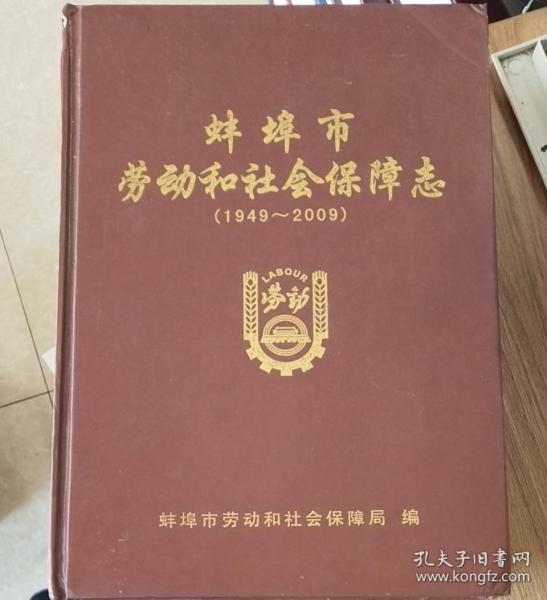 蚌埠市
劳动和社会保障志
(1949～2009)
LABOUR
劳动
蚌埠市劳动和社会保障局 编
孔夫子旧书网
www.kongfz.com